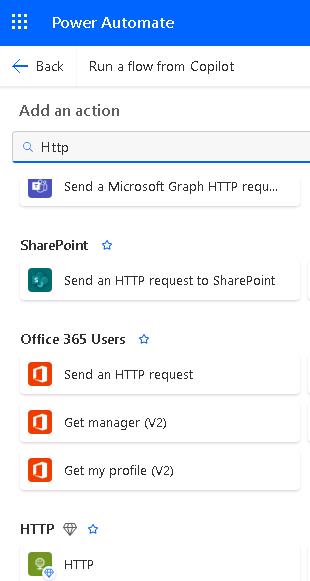 Power Automate
Back Run a flow from Copilot
Add an action
Http
Send a Microsoft Graph HTTP requ...
SharePoint
Send an HTTP request to SharePoint
Office 365 Users
Send an HTTP request
Get manager (V2)
Get my profile (V2)
HTTP
HTTP